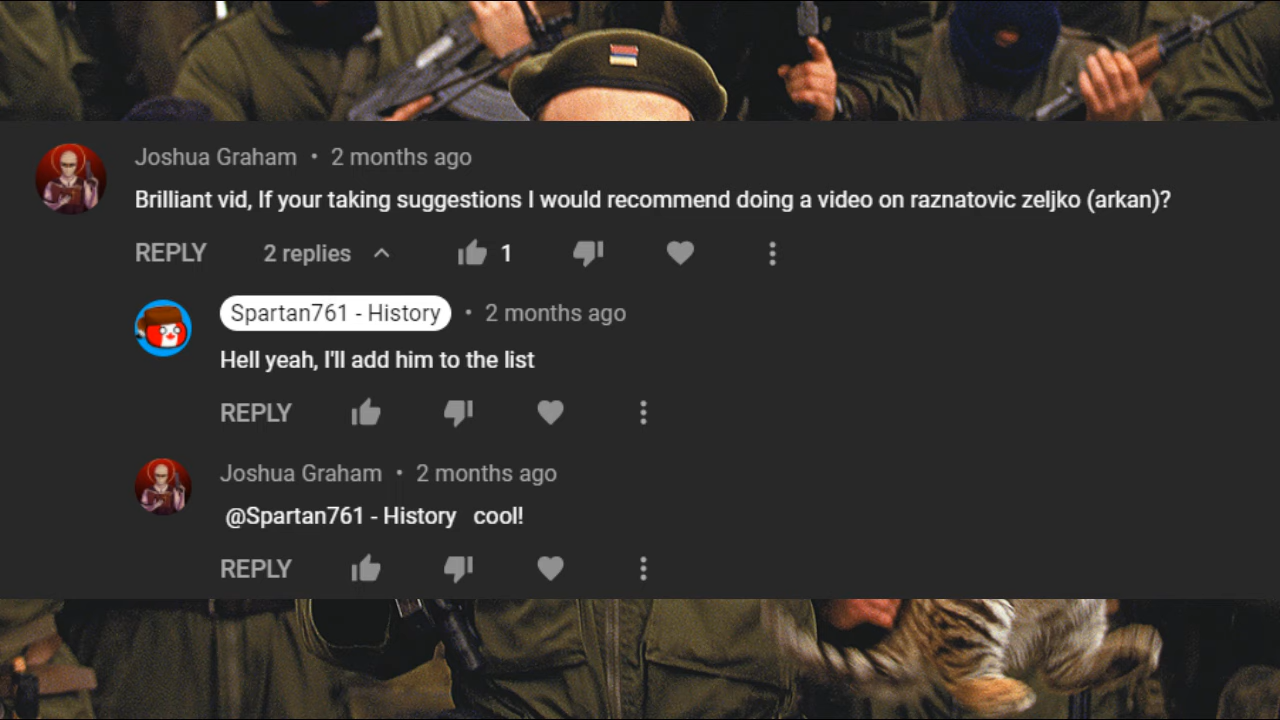 Joshua Graham • 2 months ago
Brilliant vid, If your taking suggestions I would recommend doing a video on raznatovic zeljko (arkan)?
REPLY 2 replies 1
Spartan761 - History • 2 months ago
Hell yeah, I'll add him to the list
REPLY
Joshua Graham • 2 months ago
@Spartan761 - History cool!
REPLY